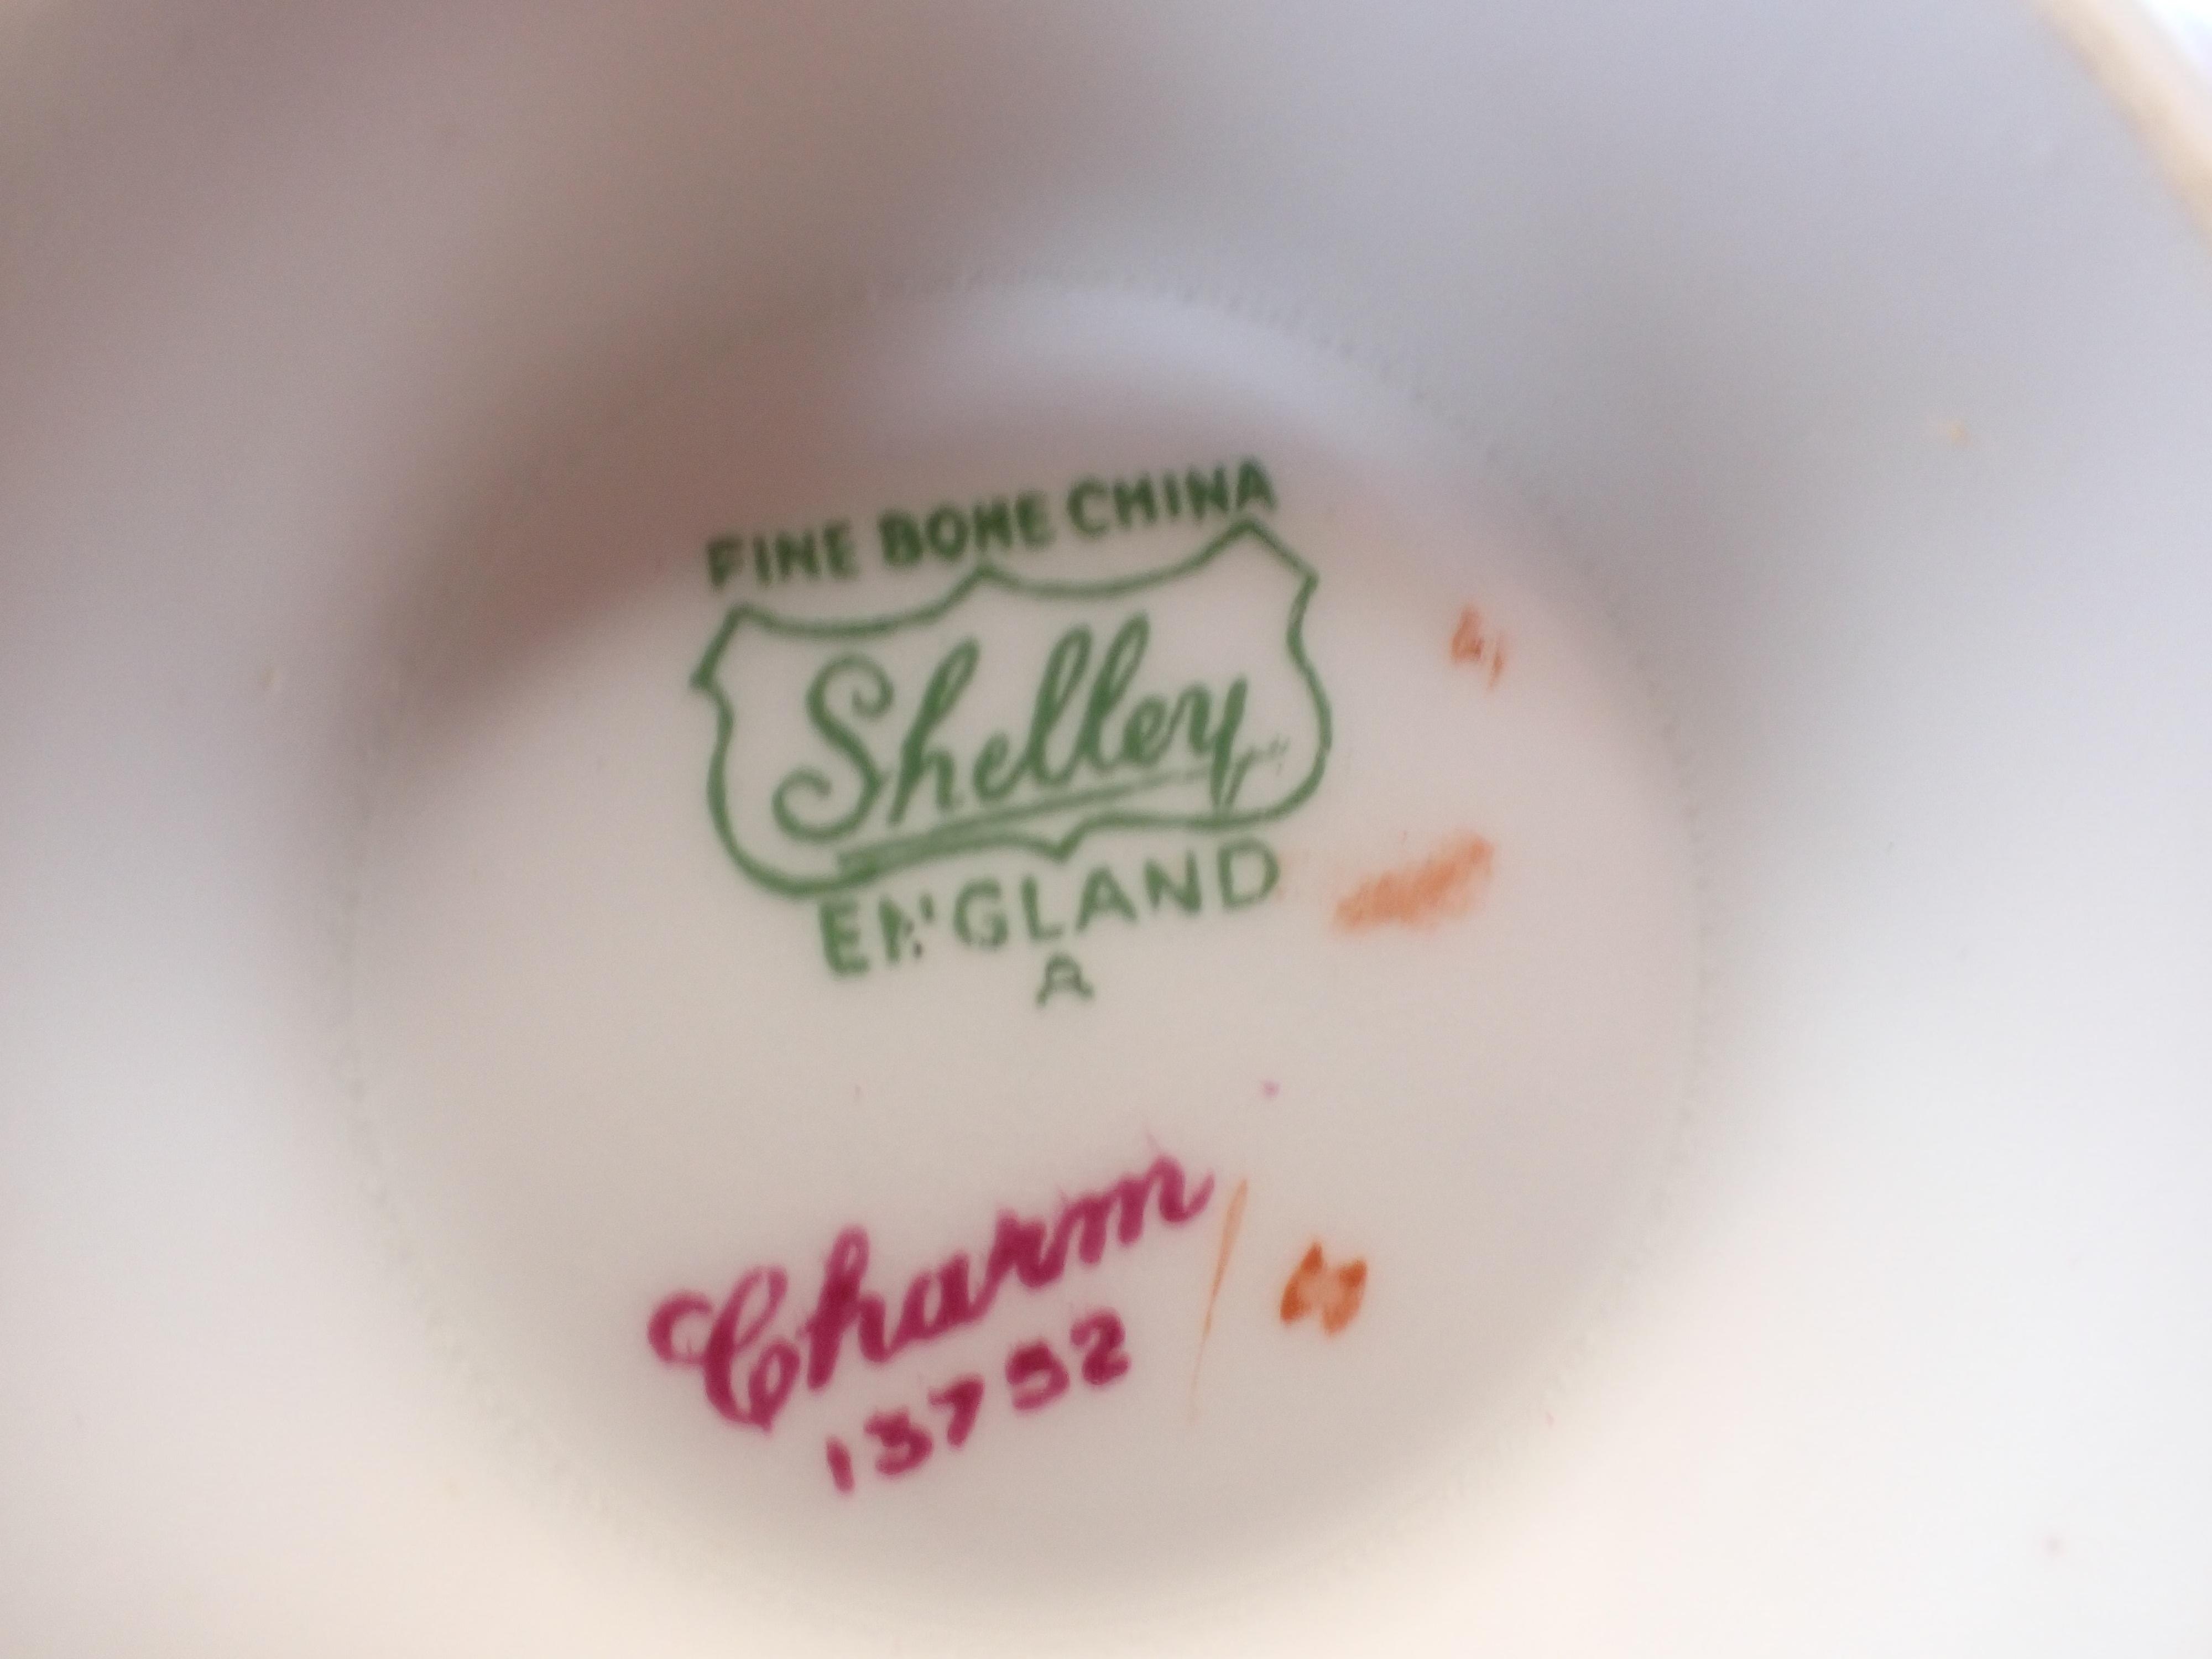 FINE BONE CHINA
Shelley
ENGLAND
A
Charm
13752